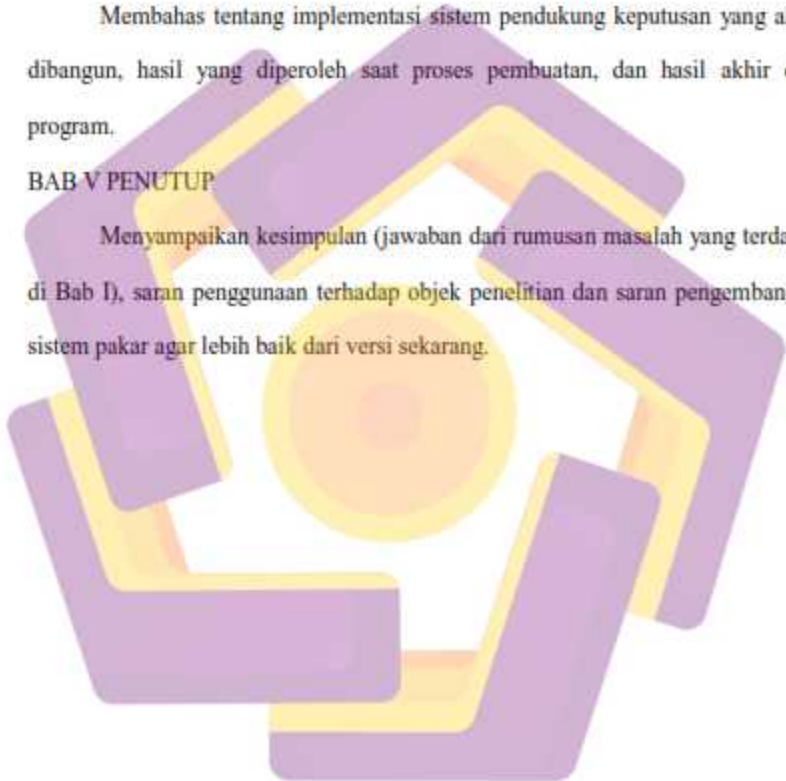 Membahas tentang implementasi sistem pendukung keputusan yang
dibangun, hasil yang diperoleh saat proses pembuatan, dan hasil akhir
program.
BAB V PENUTUP
Menyampaikan kesimpulan (jawaban dari rumusan masalah yang
di Bab I), saran penggunaan terhadap objek penelitian dan saran
sistem pakar agar lebih baik dari versi sekarang.